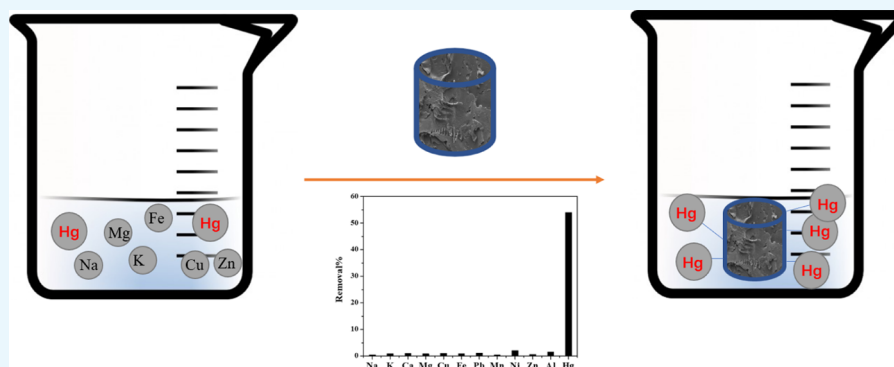 Hg
Mg
Fe
Hg
Na
K
Cu
Zn
Removal%
60
50
40
30
20
10
0
Na K Ca Mg Cu Fe Pb Mn Ni Zn Al Hg
Hg
Hg
Hg
Hg
Hg